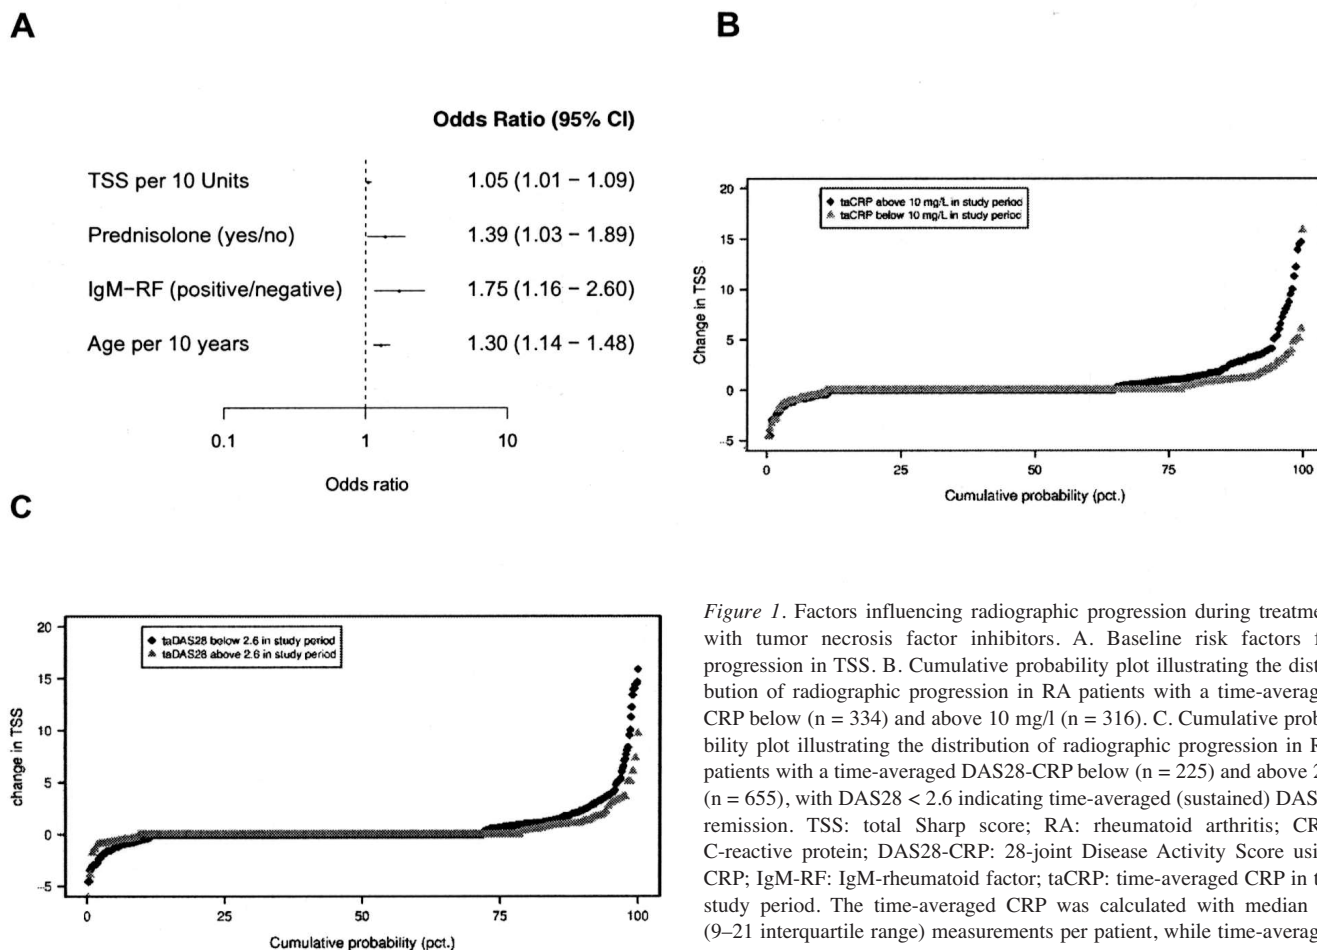 A
Odds Ratio (95% CI)
TSS per 10 Units 1.05 (1.01 − 1.09)
Prednisolone (yes/no) 1.39 (1.03 − 1.89)
IgM−RF (positive/negative) 1.75 (1.16 − 2.60)
Age per 10 years 1.30 (1.14 − 1.48)
0.1 1 10
Odds ratio
B
20
15
10
5
0
-5
Change in TSS
taCRP above 10 mg/L in study period
taCRP below 10 mg/L in study period
0 25 50 75 100
Cumulative probability (pct.)
C
20
15
10
5
0
-5
change in TSS
taDAS28 below 2.6 in study period
taDAS28 above 2.6 in study period
0 25 50 75 100
Cumulative probability (pct.)
Figure 1. Factors influencing radiographic progression during treatme
with tumor necrosis factor inhibitors. A. Baseline risk factors f
progression in TSS. B. Cumulative probability plot illustrating the distr
bution of radiographic progression in RA patients with a time-averag
CRP below (n = 334) and above 10 mg/l (n = 316). C. Cumulative prob
bility plot illustrating the distribution of radiographic progression in R
patients with a time-averaged DAS28-CRP below (n = 225) and above 2
(n = 655), with DAS28 < 2.6 indicating time-averaged (sustained) DAS
remission. TSS: total Sharp score; RA: rheumatoid arthritis; CR
C-reactive protein; DAS28-CRP: 28-joint Disease Activity Score usi
CRP; IgM-RF: IgM-rheumatoid factor; taCRP: time-averaged CRP in t
study period. The time-averaged CRP was calculated with median
(9–21 interquartile range) measurements per patient, while time-averag